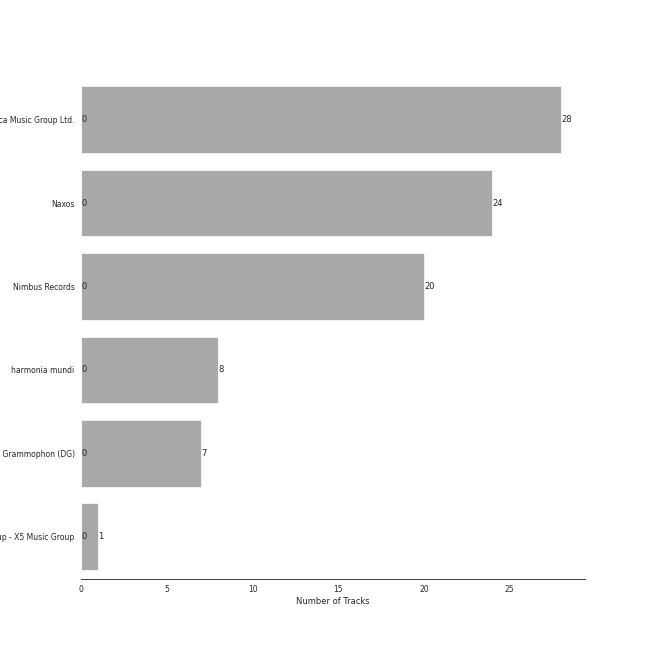 ca Music Group Ltd. 0 28
Naxos 0 24
Nimbus Records 0 20
harmonia mundi 0 8
Grammophon (DG) 0 7
up - X5 Music Group 0 1
0 5 10 15 20 25
Number of Tracks